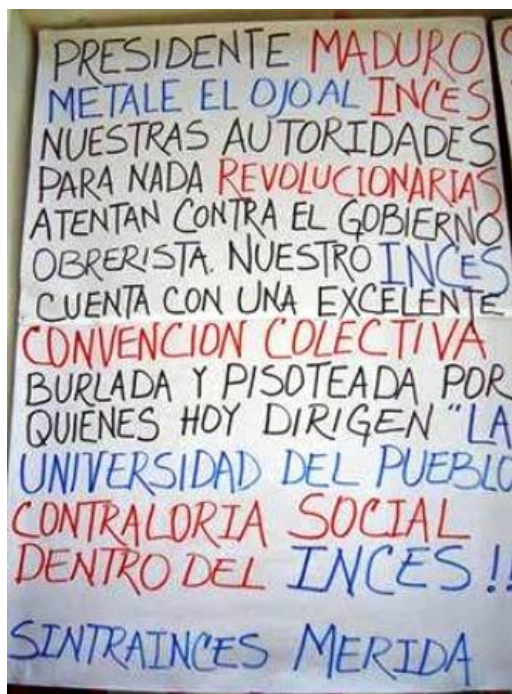 PRESIDENTE MADURO
METALE EL OJO AL INCES
NUESTRAS AUTORIDADES
PARA NADA REVOLUCIONARIAS
ATENTAN CONTRA EL GOBIERNO
OBRERISTA. NUESTRO INCES
CUENTA CON UNA EXCELENTE
CONVENCION COLECTIVA
BURLADA Y PISOTEADA POR
QUIENES HOY DIRIGEN "LA
UNIVERSIDAD DEL PUEBLO
CONTRALORIA SOCIAL
DENTRO DEL INCES !!
SINTRAINCES MERIDA